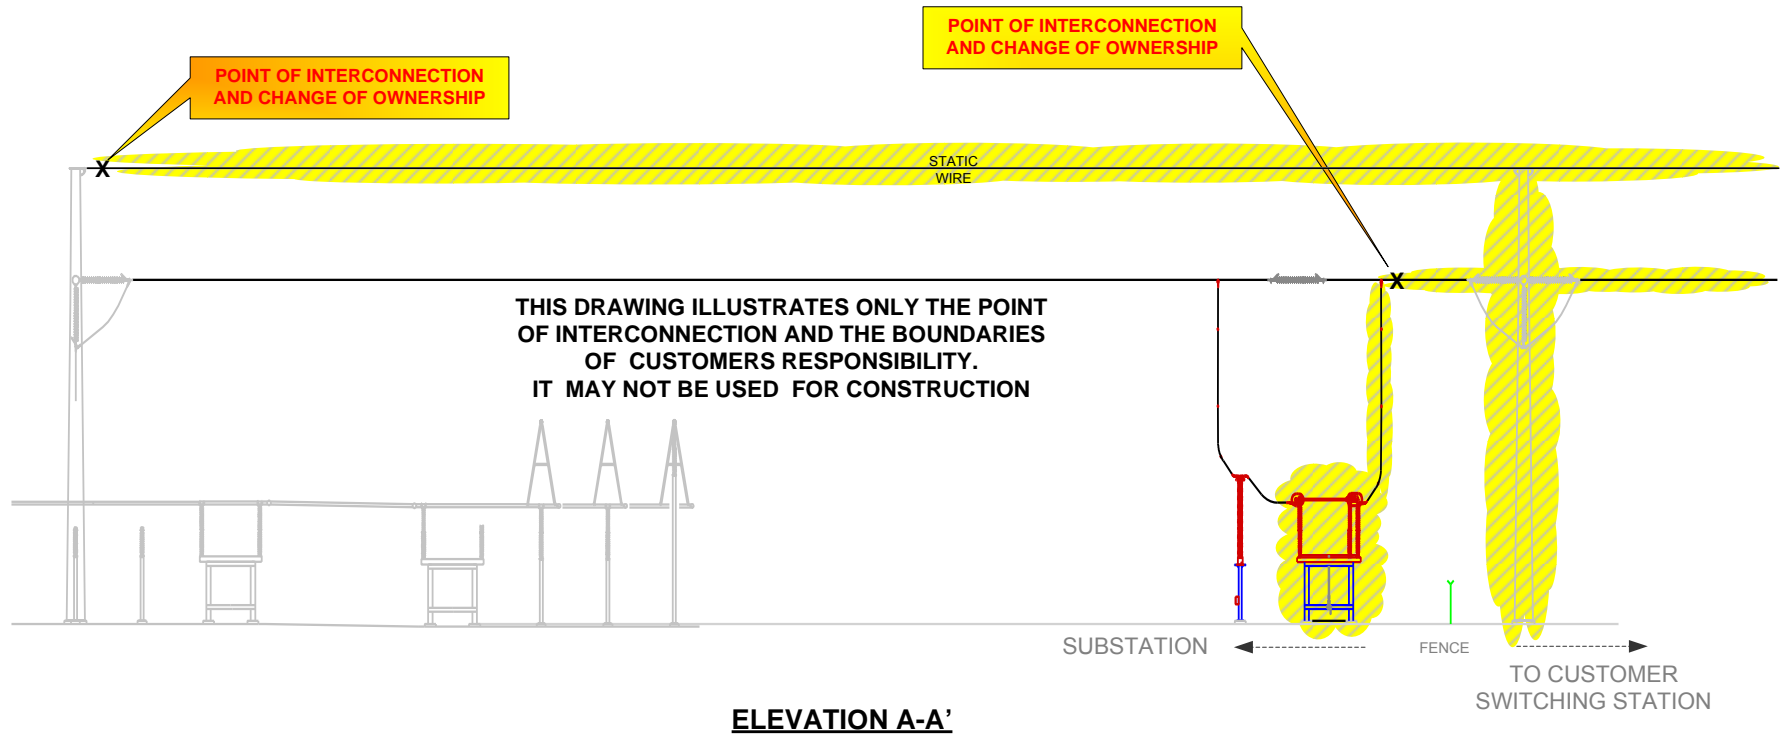 POINT OF INTERCONNECTION
AND CHANGE OF OWNERSHIP
POINT OF INTERCONNECTION
AND CHANGE OF OWNERSHIP
X
STATIC
WIRE
X
THIS DRAWING ILLUSTRATES ONLY THE POINT
OF INTERCONNECTION AND THE BOUNDARIES
OF CUSTOMERS RESPONSIBILITY.
IT MAY NOT BE USED FOR CONSTRUCTION
SUBSTATION
FENCE
TO CUSTOMER
SWITCHING STATION
ELEVATION A-A’